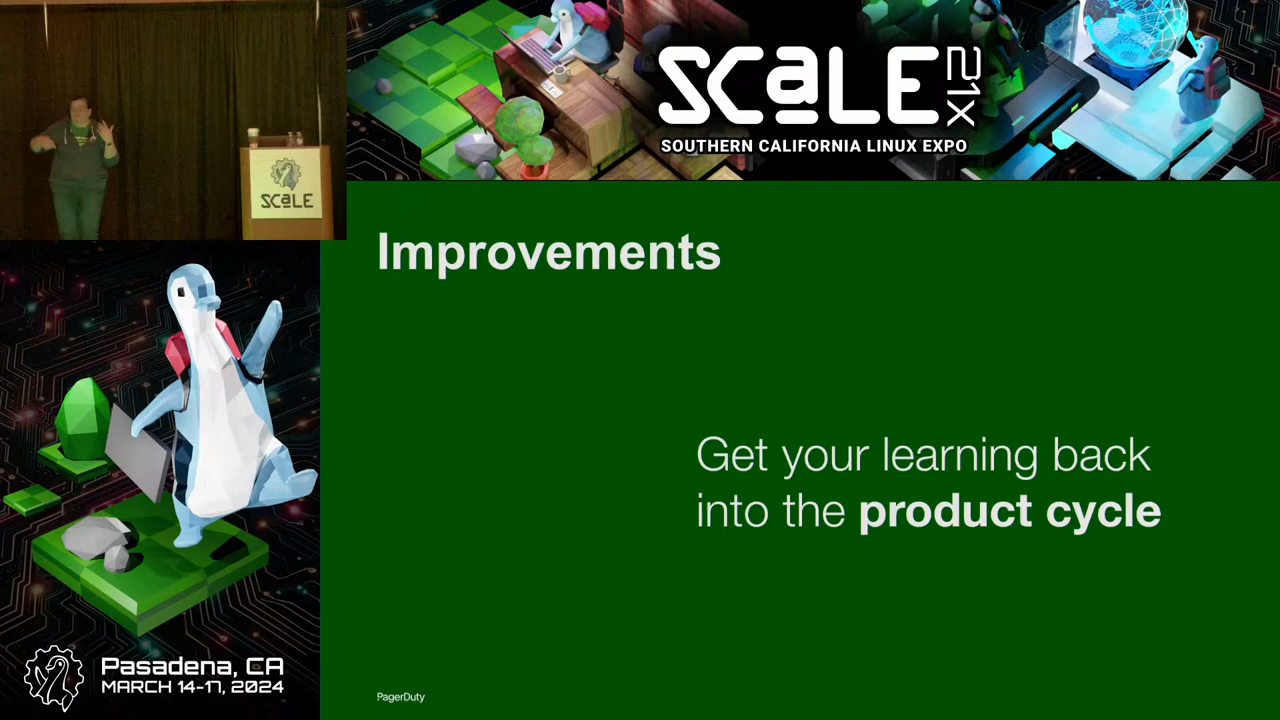 SCaLE 21X
SOUTHERN CALIFORNIA LINUX EXPO
SCaLE
Improvements
Get your learning back
into the product cycle
Pasadena, CA
MARCH 14-17, 2024
PagerDuty